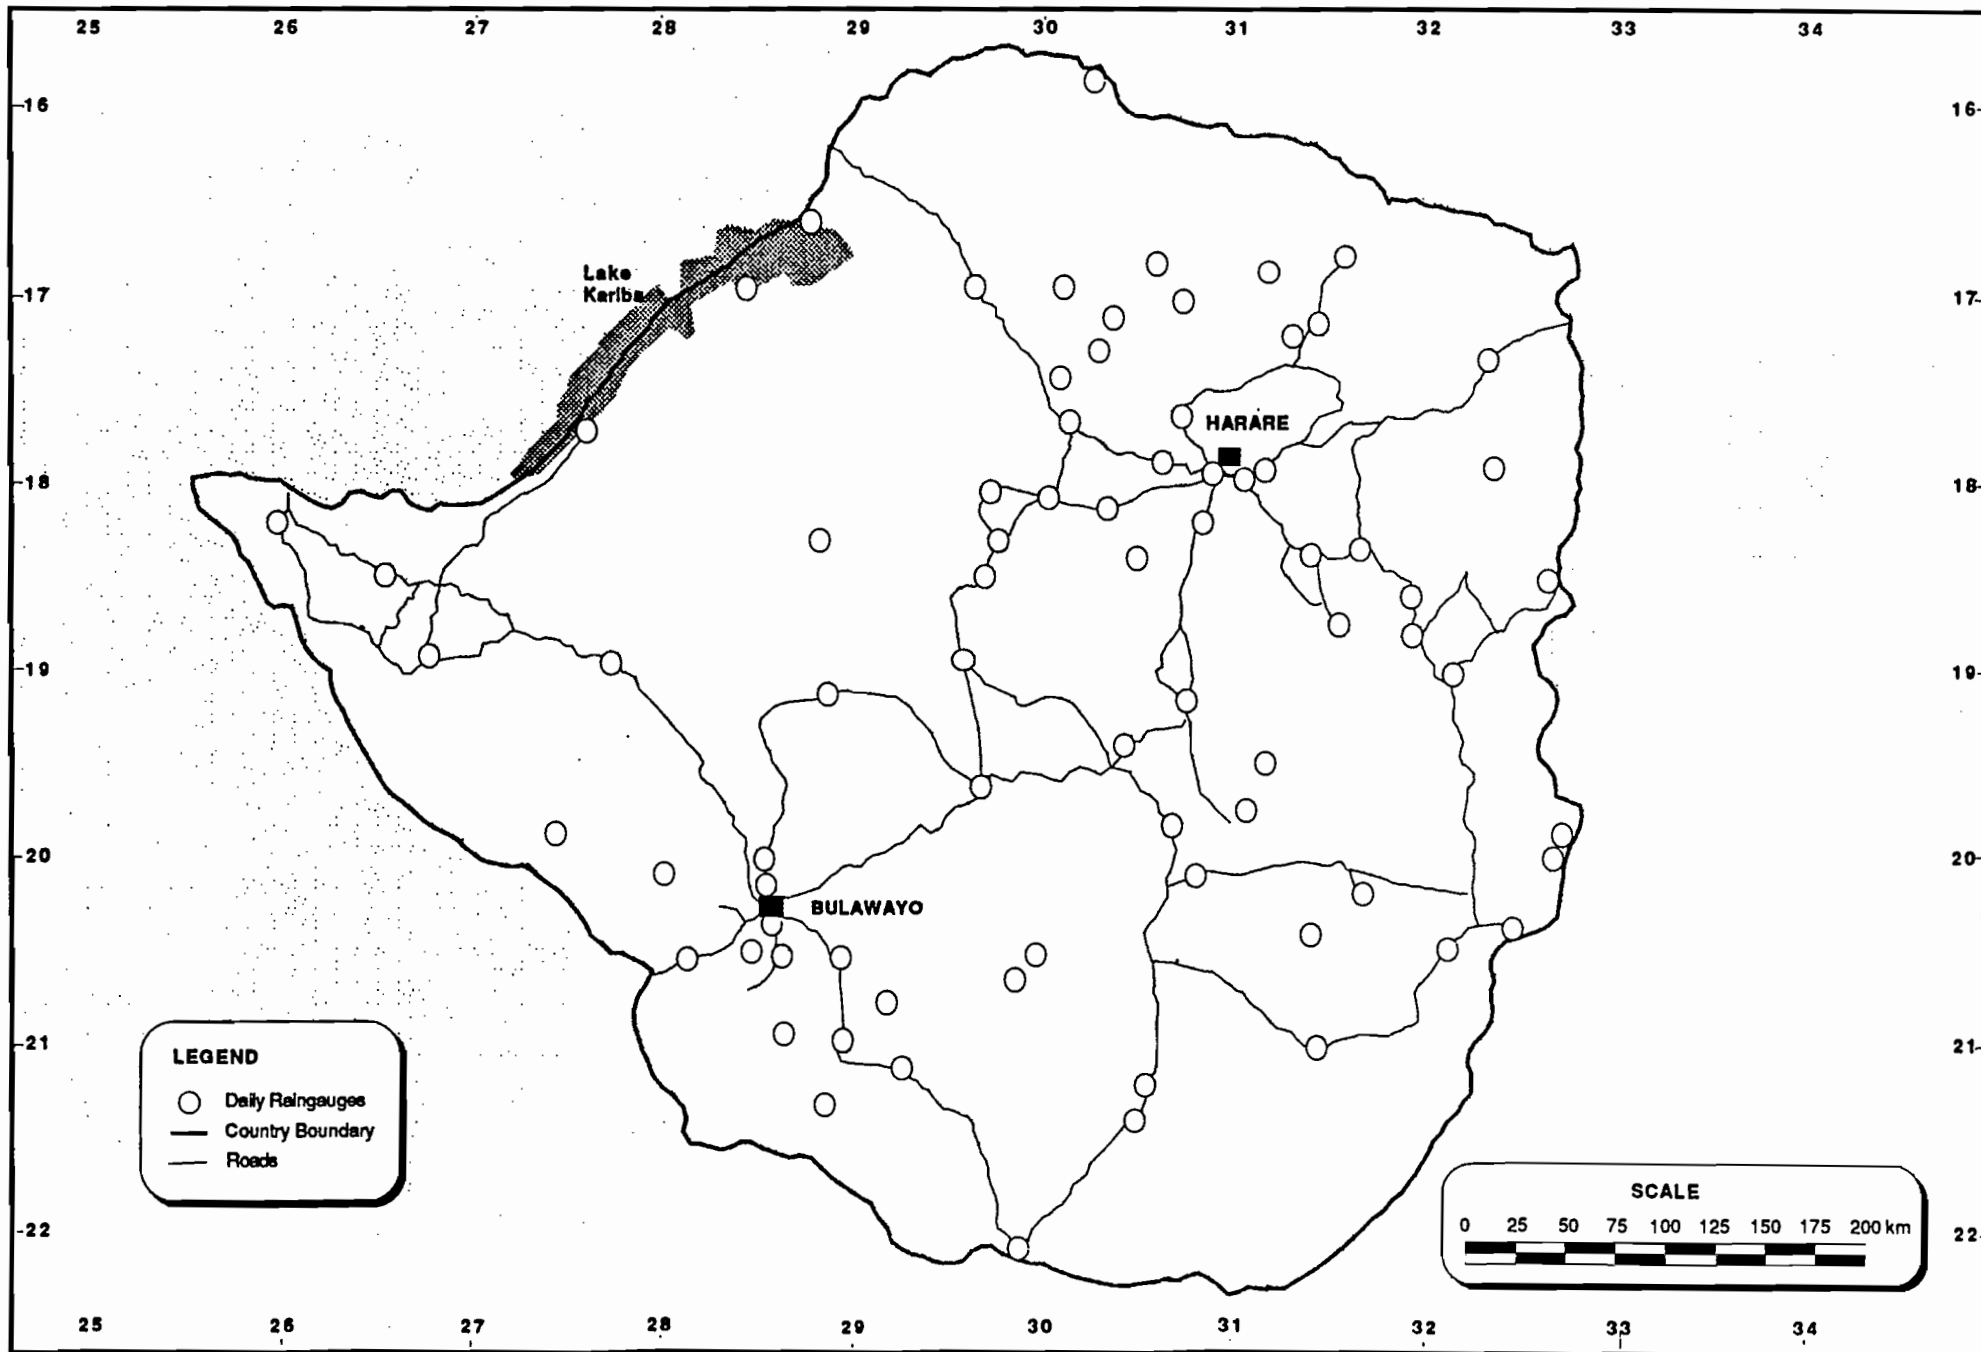 25 26 27 28 29 30 31 32 33 34
16 16
Lake
Kariba
17 17
HARARE
18 18
19 19
20 20
BULAWAYO
21 21
LEGEND
Daily Raingauges
Country Boundary
Roads
SCALE
0 25 50 75 100 125 150 175 200 km
22 22
25 26 27 28 29 30 31 32 33 34